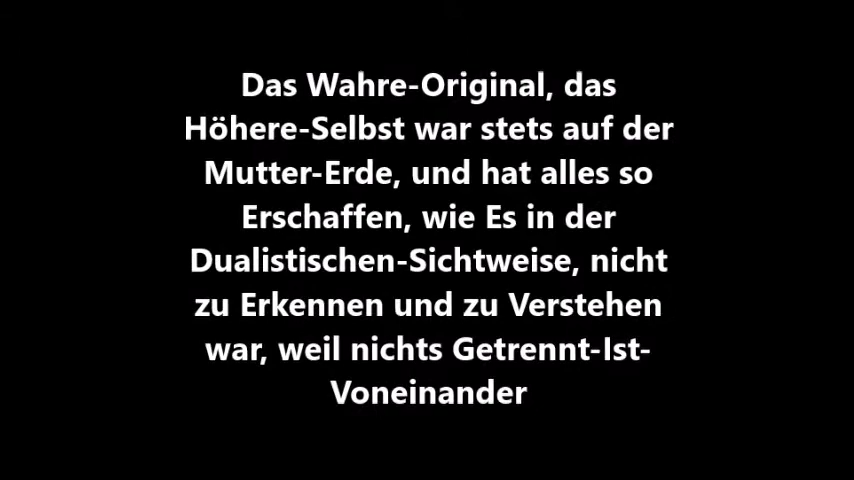 Das Wahre-Original, das
Höhere-Selbst war stets auf der
Mutter-Erde, und hat alles so
Erschaffen, wie Es in der
Dualistischen-Sichtweise, nicht
zu Erkennen und zu Verstehen
war, weil nichts Getrennt-Ist-
Voneinander